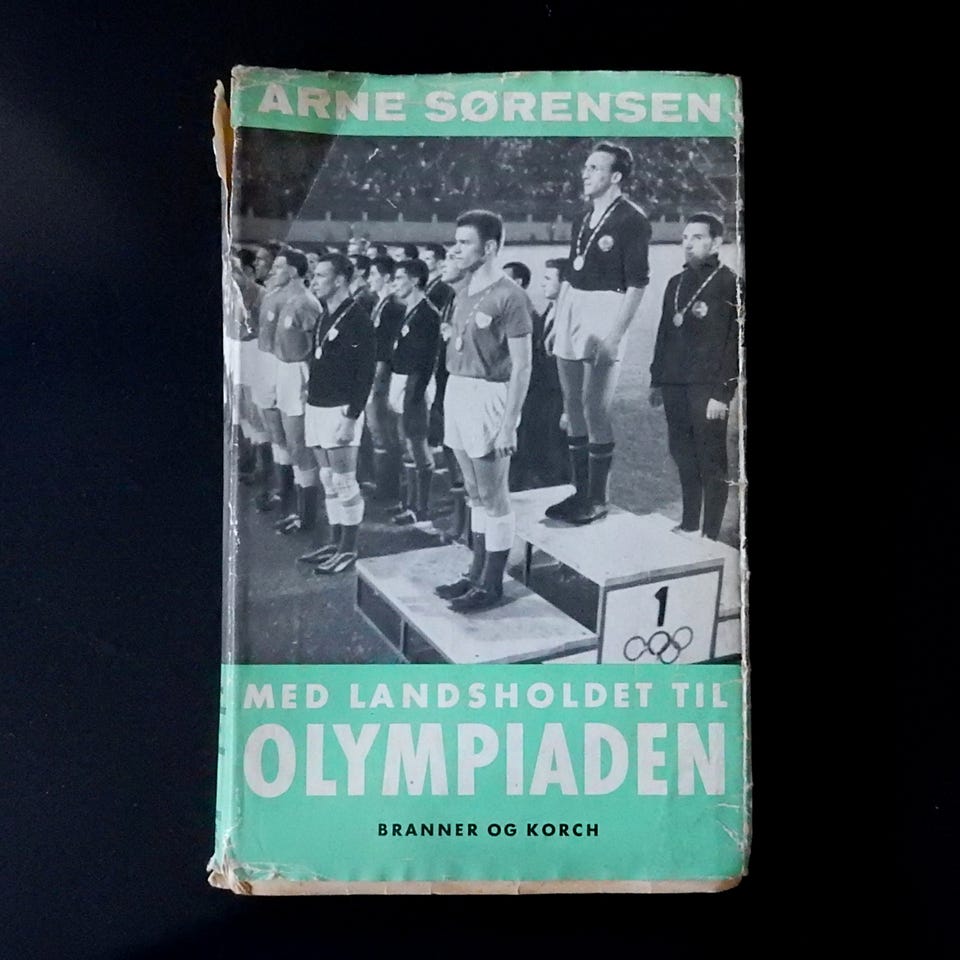 ARNE SØRENSEN
1
MED LANDSHOLDET TIL
OLYMPIADEN
BRANNER OG KORCH